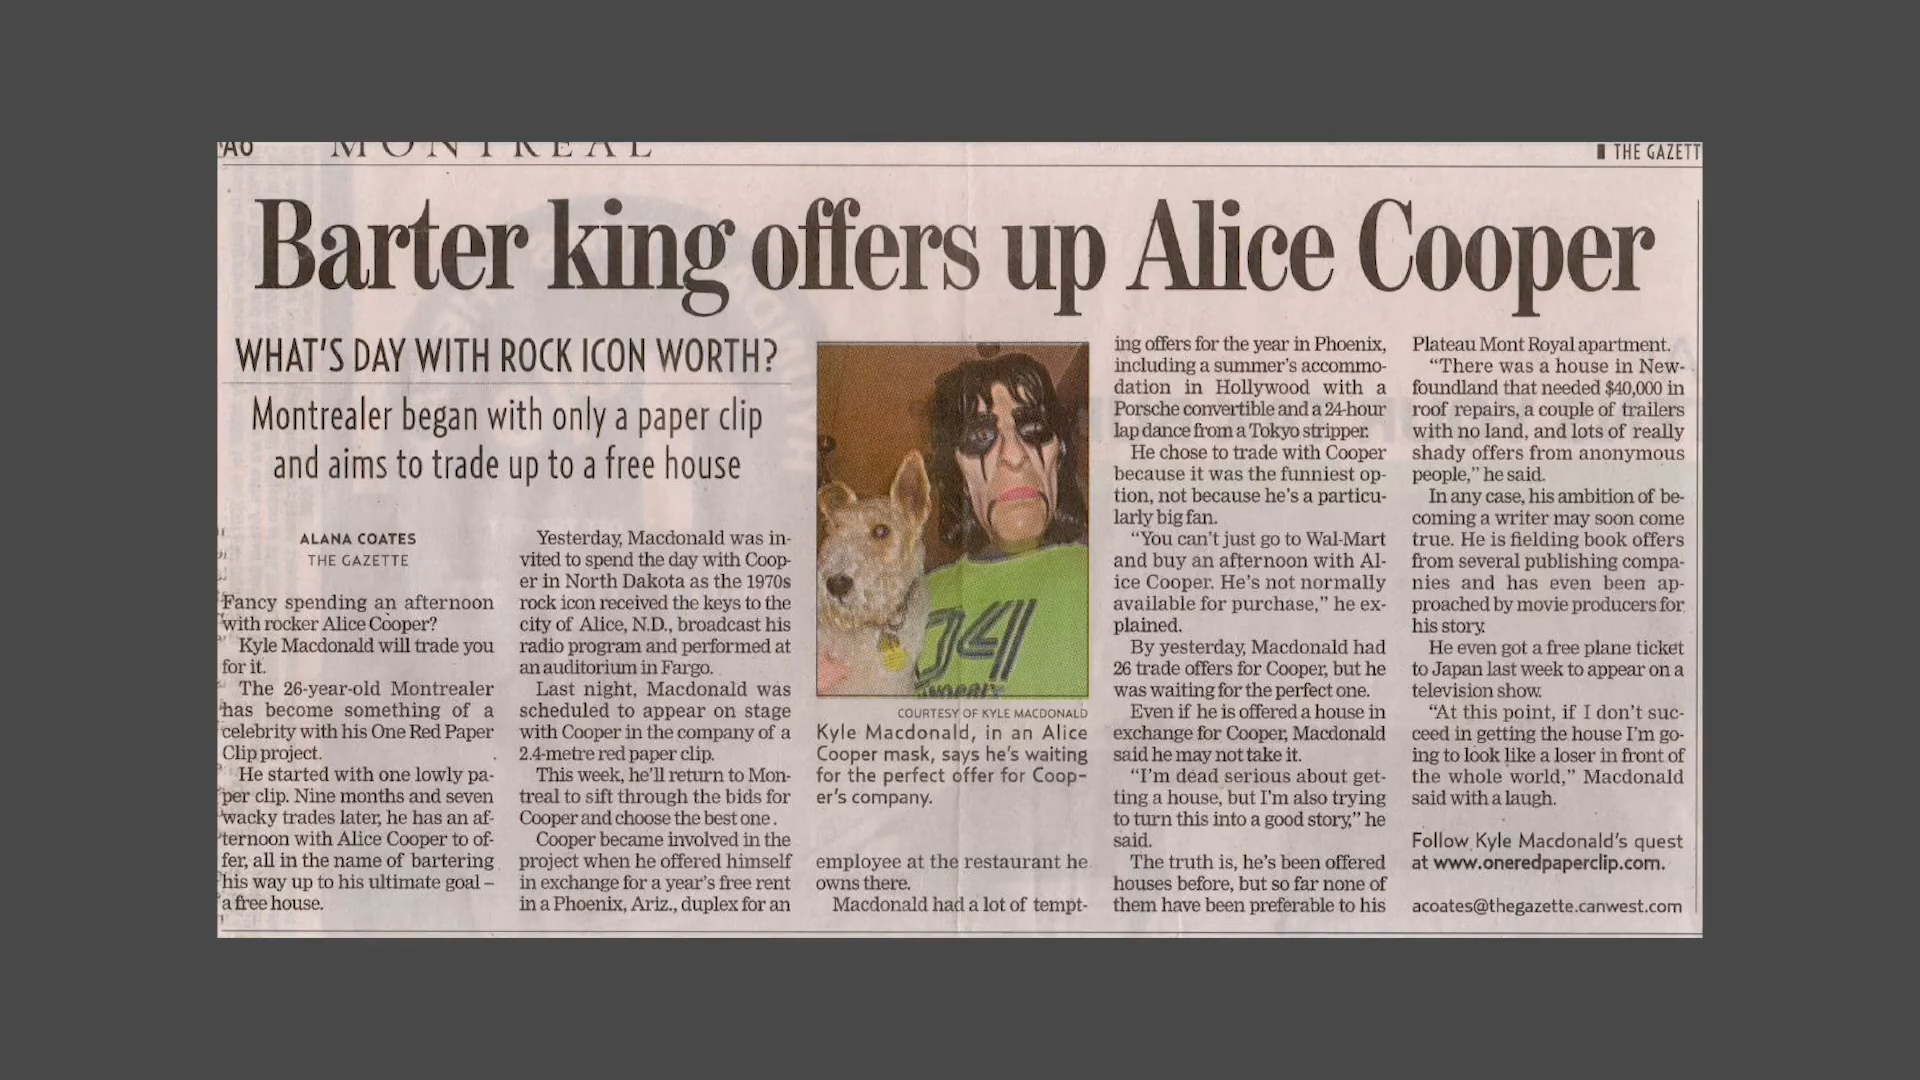 A6
MONTREAL
THE GAZETT
Barter king offers up Alice Cooper
WHAT'S DAY WITH ROCK ICON WORTH?
Montrealer began with only a paper clip
and aims to trade up to a free house
ALANA COATES
THE GAZETTE
Fancy spending an afternoon
with rocker Alice Cooper?
Kyle Macdonald will trade you
for it.
The 26-year-old Montrealer
has become something of a
celebrity with his One Red Paper
Clip project.
He started with one lowly pa-
per clip. Nine months and seven
wacky trades later, he has an af-
ternoon with Alice Cooper to of-
fer, all in the name of bartering
his way up to his ultimate goal –
a free house.
Yesterday, Macdonald was in-
vited to spend the day with Coop-
er in North Dakota as the 1970s
rock icon received the keys to the
city of Alice, N.D., broadcast his
radio program and performed at
an auditorium in Fargo.
Last night, Macdonald was
scheduled to appear on stage
with Cooper in the company of a
2.4-metre red paper clip.
This week, he'll return to Mon-
treal to sift through the bids for
Cooper and choose the best one.
Cooper became involved in the
project when he offered himself
in exchange for a year's free rent
in a Phoenix, Ariz., duplex for an
04
COURTESY OF KYLE MACDONALD
Kyle Macdonald, in an Alice
Cooper mask, says he's waiting
for the perfect offer for Coop-
er's company.
employee at the restaurant he
owns there.
Macdonald had a lot of tempt-
ing offers for the year in Phoenix,
including a summer's accommo-
dation in Hollywood with a
Porsche convertible and a 24-hour
lap dance from a Tokyo stripper.
He chose to trade with Cooper
because it was the funniest op-
tion, not because he's a particu-
larly big fan.
"You can't just go to Wal-Mart
and buy an afternoon with Al-
ice Cooper. He's not normally
available for purchase," he ex-
plained.
By yesterday, Macdonald had
26 trade offers for Cooper, but he
was waiting for the perfect one.
Even if he is offered a house in
exchange for Cooper, Macdonald
said he may not take it.
"I'm dead serious about get-
ting a house, but I'm also trying
to turn this into a good story," he
said.
The truth is, he's been offered
houses before, but so far none of
them have been preferable to his
Plateau Mont Royal apartment.
"There was a house in New-
foundland that needed $40,000 in
roof repairs, a couple of trailers
with no land, and lots of really
shady offers from anonymous
people," he said.
In any case, his ambition of be-
coming a writer may soon come
true. He is fielding book offers
from several publishing compa-
nies and has even been ap-
proached by movie producers for
his story.
He even got a free plane ticket
to Japan last week to appear on a
television show.
"At this point, if I don't suc-
ceed in getting the house I'm go-
ing to look like a loser in front of
the whole world," Macdonald
said with a laugh.
Follow Kyle Macdonald's quest
at www.oneredpaperclip.com.
acoates@thegazette.canwest.com